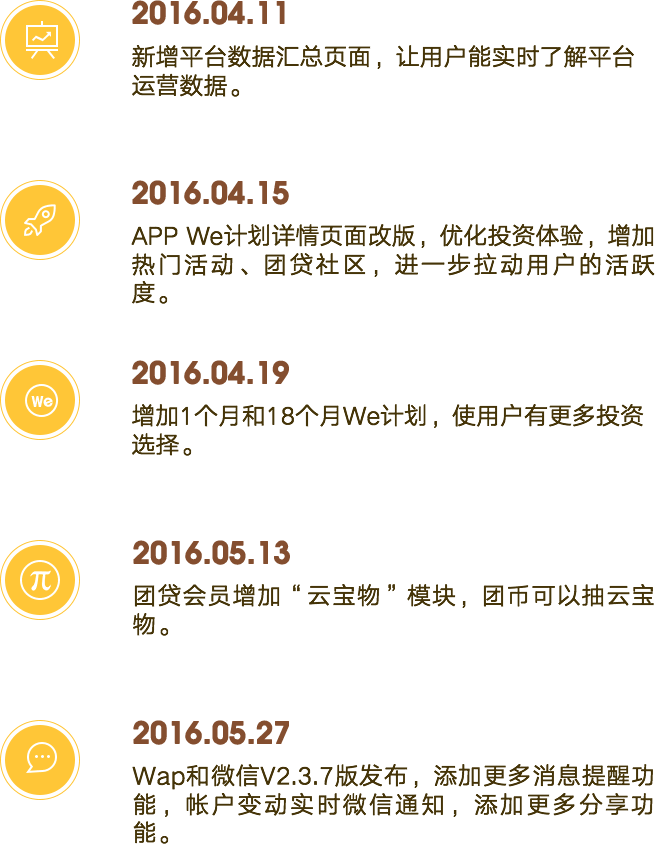 2016.04.11
新增平台数据汇总页面，让用户能实时了解平台
运营数据。
2016.04.15
APP We计划详情页面改版，优化投资体验，增加
热门活动、团贷社区，进一步拉动用户的活跃
度。
2016.04.19
We
增加1个月和18个月We计划，使用户有更多投资
选择。
2016.05.13
π
团贷会员增加“云宝物”模块，团币可以抽云宝
物。
2016.05.27
Wap和微信V2.3.7版发布，添加更多消息提醒功
能，帐户变动实时微信通知，添加更多分享功
能。